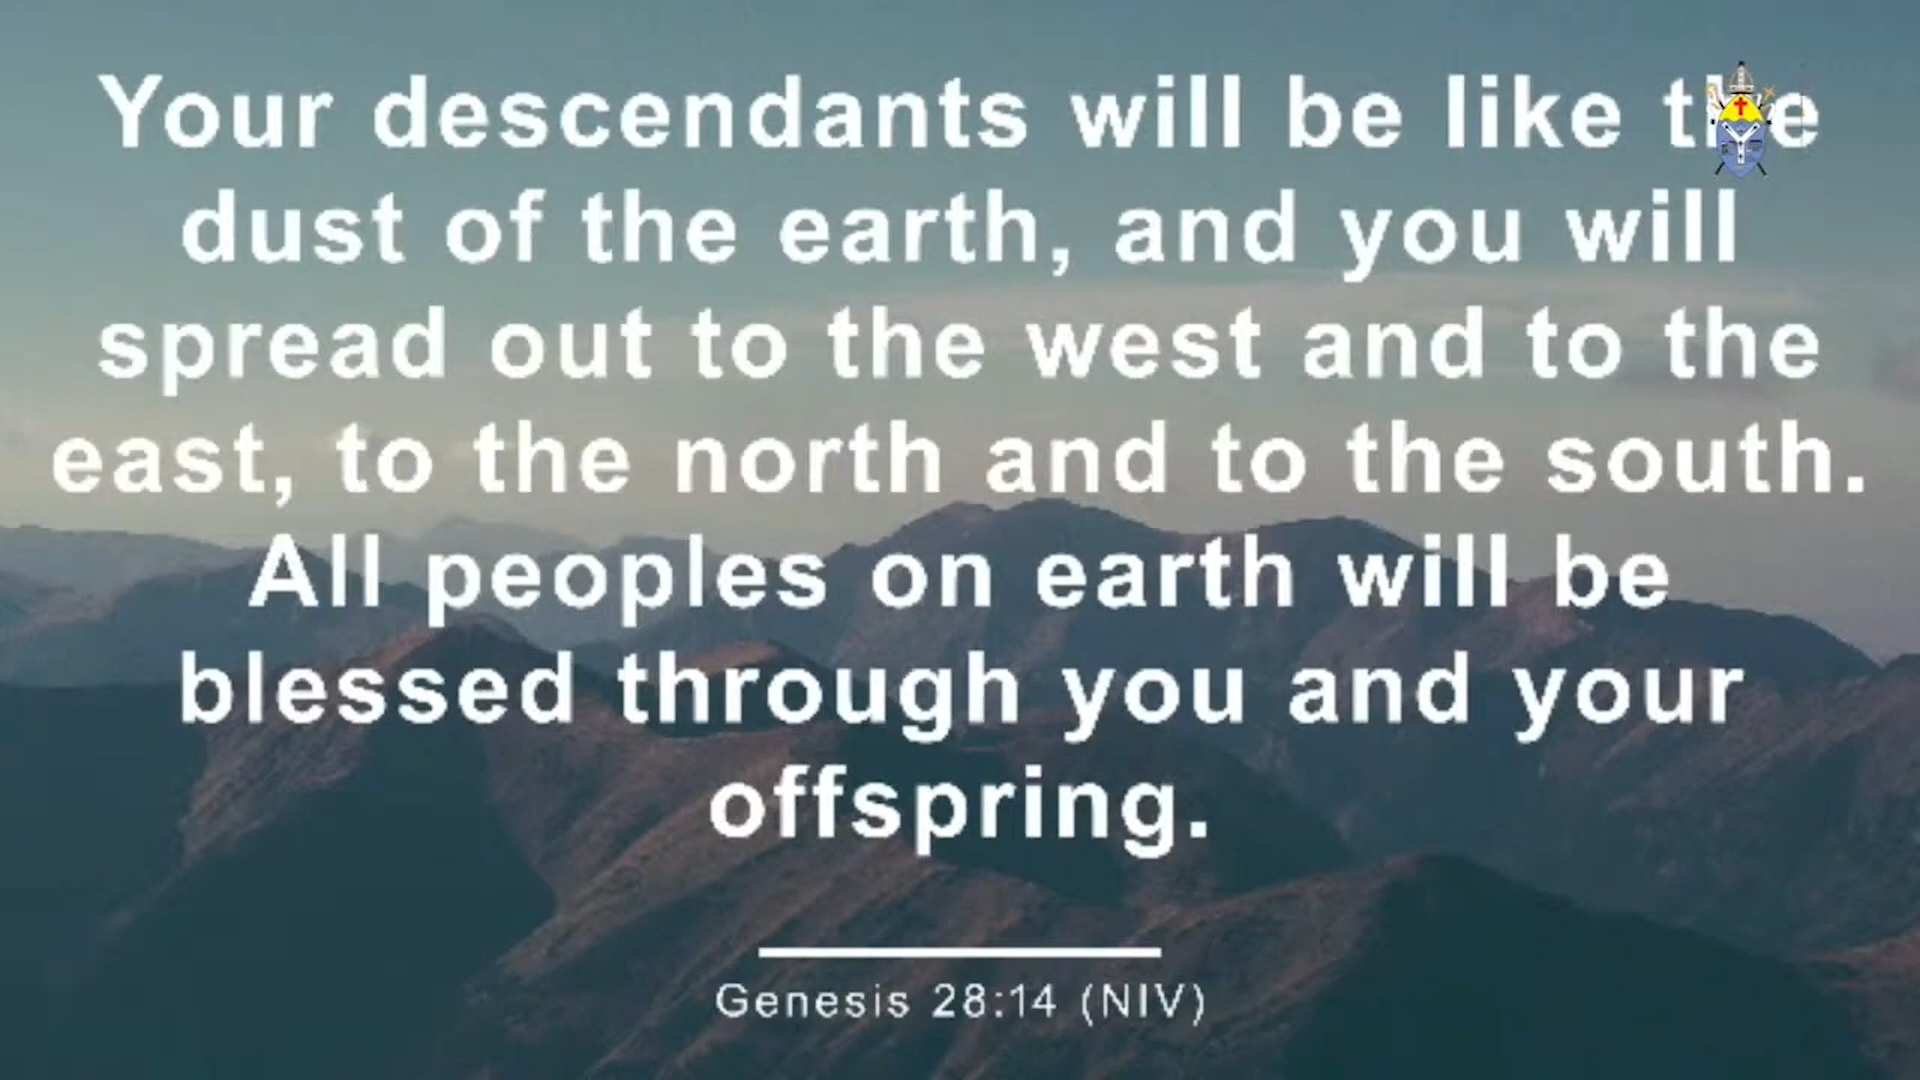 Your descendants will be like the
dust of the earth, and you will
spread out to the west and to the
east, to the north and to the south.
All peoples on earth will be
blessed through you and your
offspring.
Genesis 28:14 (NIV)